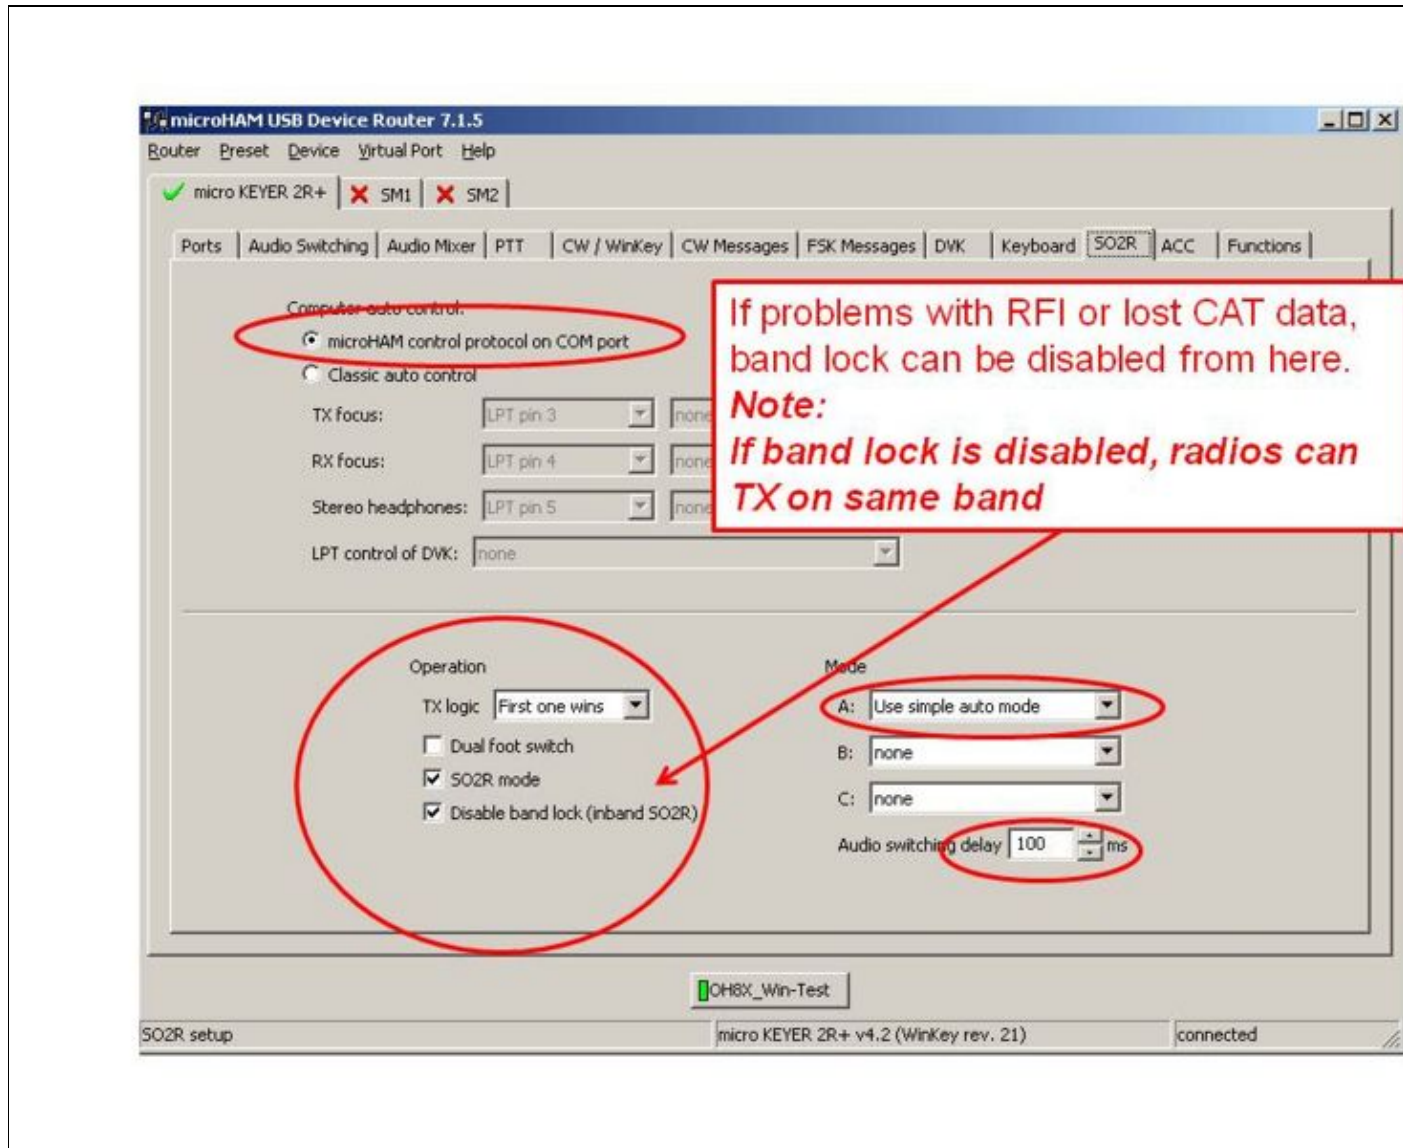 microHAM USB Device Router 7.1.5
Router Preset Device Virtual Port Help
micro KEYER 2R+ SM1 SM2
Ports Audio Switching Audio Mixer PTT CW / WinKey CW Messages FSK Messages DVK Keyboard SO2R ACC Functions
Computer auto control:
microHAM control protocol on COM port
Classic auto control
TX focus: LPT pin 3 none
RX focus: LPT pin 4 none
Stereo headphones: LPT pin 5 none
LPT control of DVK: none
If problems with RFI or lost CAT data,
band lock can be disabled from here.
Note:
If band lock is disabled, radios can
TX on same band
Operation
TX logic First one wins
Dual foot switch
SO2R mode
Disable band lock (inband SO2R)
Mode
A: Use simple auto mode
B: none
C: none
Audio switching delay 100 ms
OH8X_Win-Test
SO2R setup micro KEYER 2R+ v4.2 (WinKey rev. 21) connected